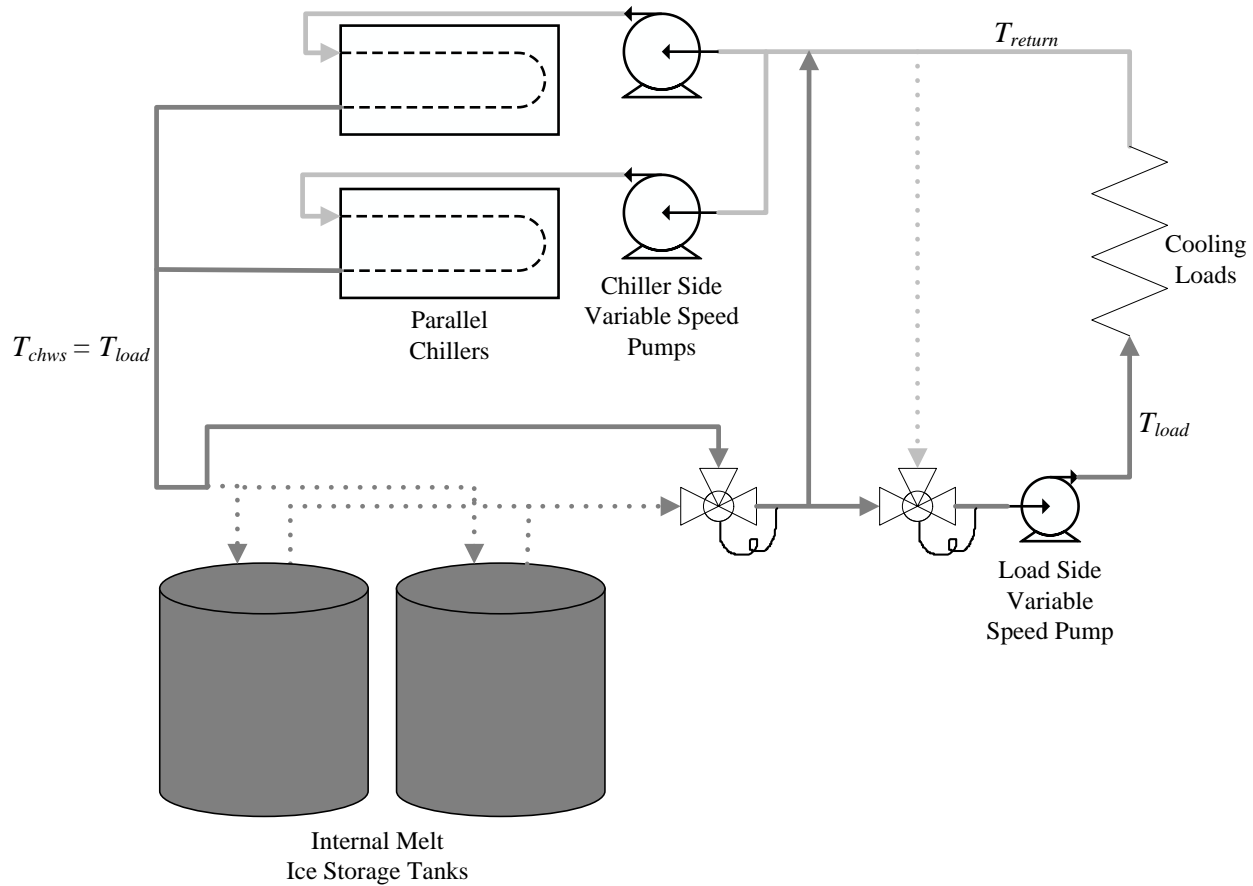 T_return
Cooling
Loads
Chiller Side
Variable Speed
Pumps
Parallel
Chillers
T_chws = T_load
T_load
Load Side
Variable
Speed Pump
Internal Melt
Ice Storage Tanks